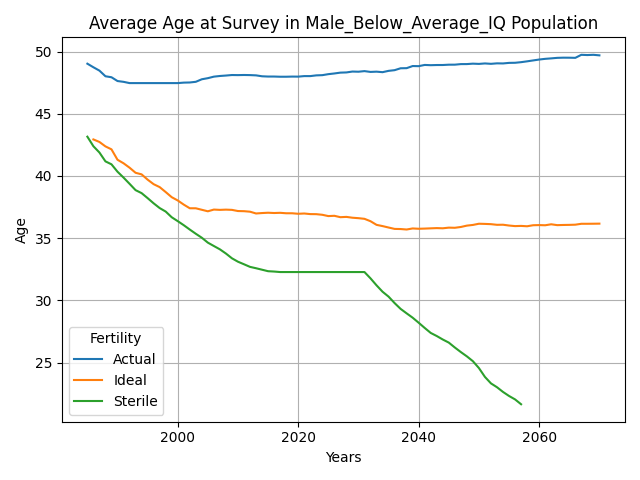 Average Age at Survey in Male_Below_Average_IQ Population
50
45
40
35
30
25
Age
Fertility
Actual
Ideal
Sterile
2000
2020
2040
2060
Years